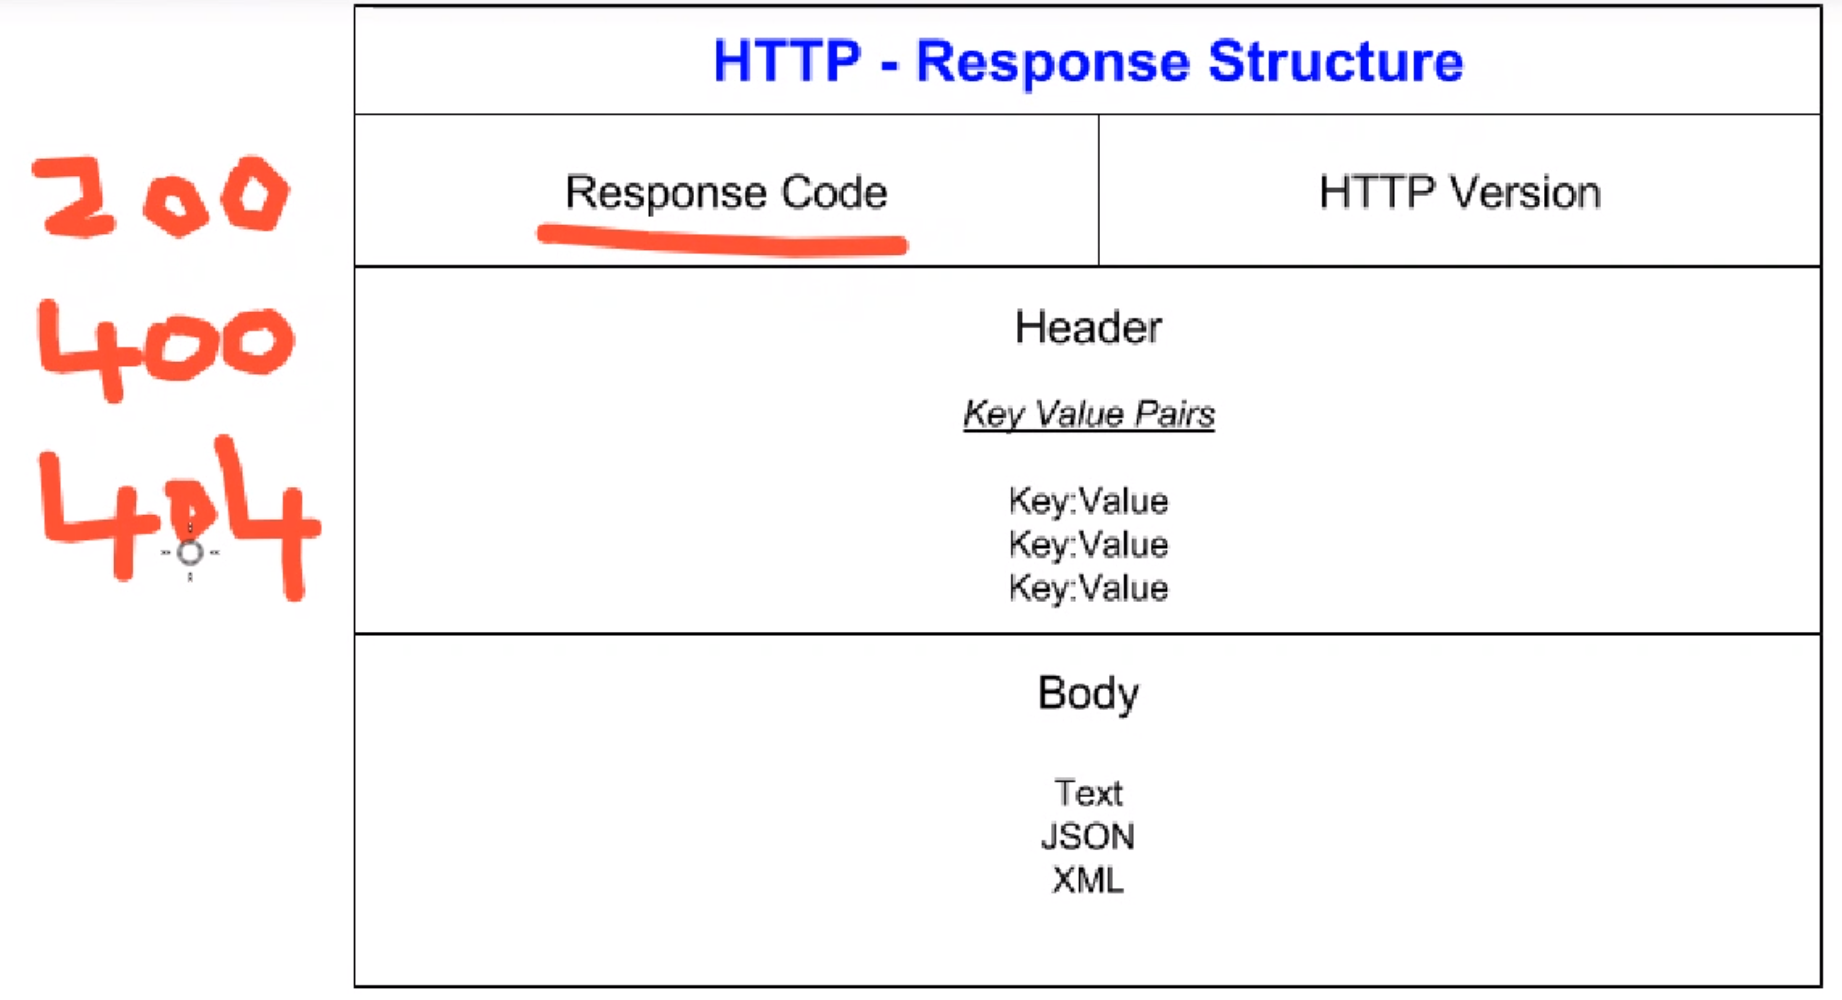 HTTP - Response Structure
200
Response Code
HTTP Version
400
Header
Key Value Pairs
404
Key:Value
Key:Value
Key:Value
Body
Text
JSON
XML